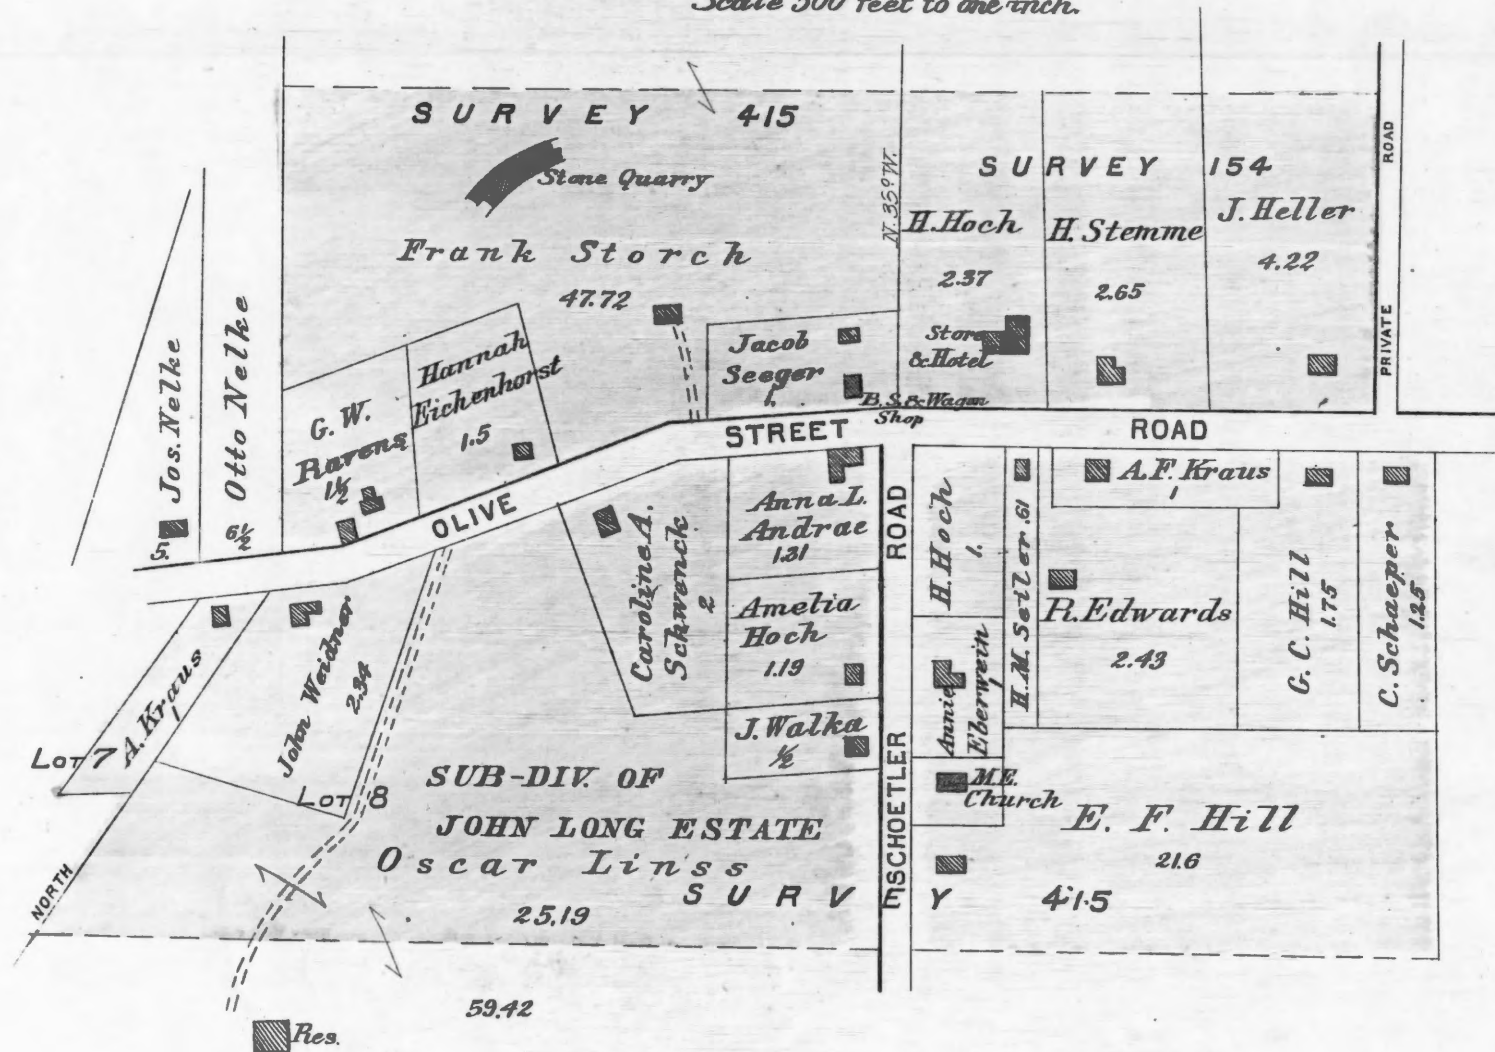 Scale 300 feet to one inch.
SURVEY 415
Stone Quarry
Frank Storch
47.72
N. 35° W.
SURVEY 154
H. Hoch
2.37
Store
& Hotel
H. Stemme
2.65
J. Heller
4.22
PRIVATE ROAD
Jos. Nelke
5.
Otto Nelke
6½
G. W.
Ravens
1½
Hannah
Eichenhorst
1.5
Jacob
Seeger
1.
B.S. & Wagon
Shop
OLIVE STREET ROAD
Lot 7
A. Kraus
1
John Weidner
2.34
Lot 8
NORTH
Caroline A.
Schwanck
2
Anna L.
Andrae
1.31
Amelia
Hoch
1.19
J. Walka
½
SUB-DIV. OF
JOHN LONG ESTATE
Oscar Linss
25.19
59.42
Res.
ESCHOETLER ROAD
H. Hoch
1.
Annie
Eberwein
1
H. M. Seiler .61
A. F. Kraus
1
R. Edwards
2.43
G. C. Hill
1.75
C. Schaeper
1.25
M.E.
Church
E. F. Hill
21.6
SURVEY 415